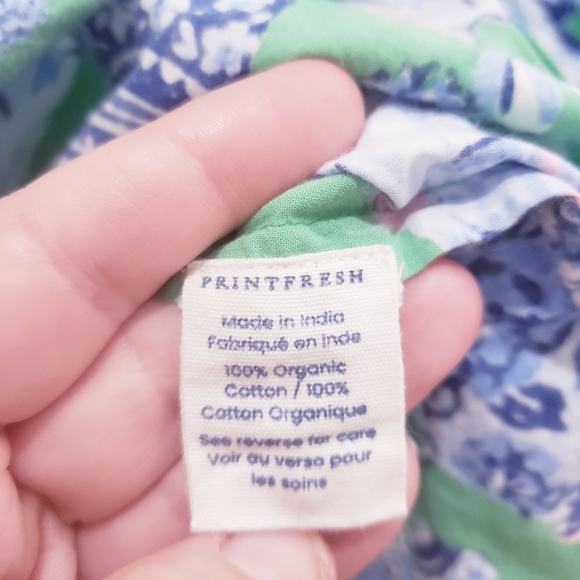 PRINTFRESH
Made in India
Fabriqué en Inde
100% Organic
Cotton / 100%
Cotton Organique
See reverse for care
Voir au verso pour
les soins